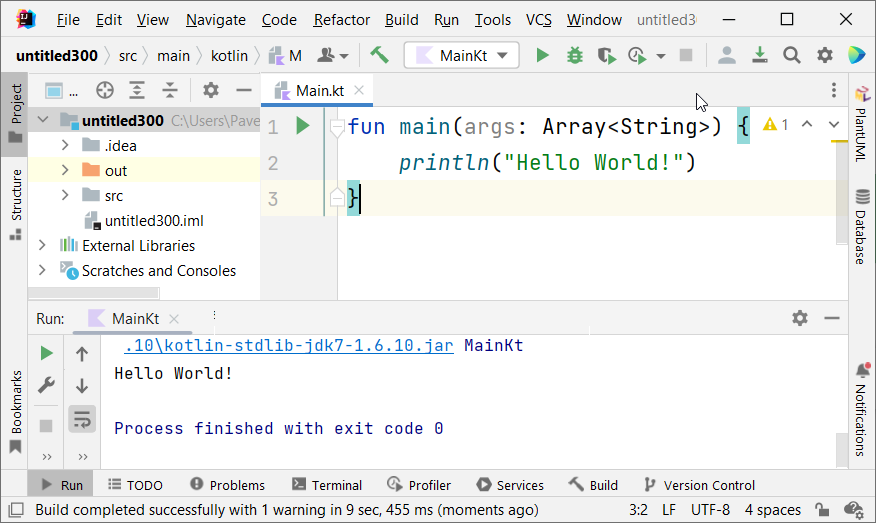 File Edit View Navigate Code Refactor Build Run Tools VCS Window untitled30
untitled300 src main kotlin M MainKt
Project
Structure
Bookmarks
...
untitled300 C:\Users\Pave
.idea
out
src
untitled300.iml
External Libraries
Scratches and Consoles
Main.kt
1 fun main(args: Array<String>) {
2 println("Hello World!")
3 }
1
PlantUML
Database
Notifications
Run: MainKt
.10\kotlin-stdlib-jdk7-1.6.10.jar MainKt
Hello World!
Process finished with exit code 0
Run TODO Problems Terminal Profiler Services Build Version Control
Build completed successfully with 1 warning in 9 sec, 455 ms (moments ago) 3:2 LF UTF-8 4 spaces